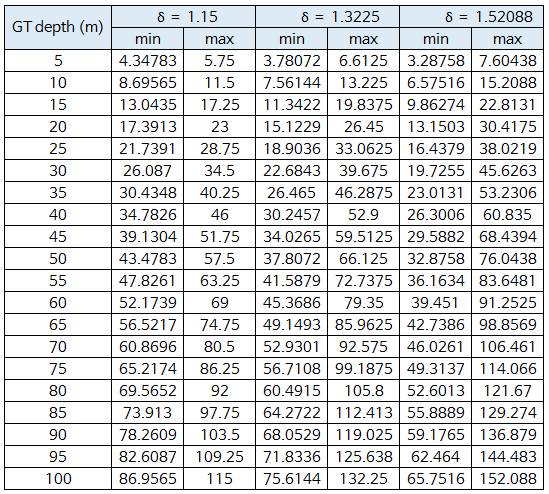 GT depth (m) δ = 1.15 δ = 1.3225 δ = 1.52088
min max min max min max
5 4.34783 5.75 3.78072 6.6125 3.28758 7.60438
10 8.69565 11.5 7.56144 13.225 6.57516 15.2088
15 13.0435 17.25 11.3422 19.8375 9.86274 22.8131
20 17.3913 23 15.1229 26.45 13.1503 30.4175
25 21.7391 28.75 18.9036 33.0625 16.4379 38.0219
30 26.087 34.5 22.6843 39.675 19.7255 45.6263
35 30.4348 40.25 26.465 46.2875 23.0131 53.2306
40 34.7826 46 30.2457 52.9 26.3006 60.835
45 39.1304 51.75 34.0265 59.5125 29.5882 68.4394
50 43.4783 57.5 37.8072 66.125 32.8758 76.0438
55 47.8261 63.25 41.5879 72.7375 36.1634 83.6481
60 52.1739 69 45.3686 79.35 39.451 91.2525
65 56.5217 74.75 49.1493 85.9625 42.7386 98.8569
70 60.8696 80.5 52.9301 92.575 46.0261 106.461
75 65.2174 86.25 56.7108 99.1875 49.3137 114.066
80 69.5652 92 60.4915 105.8 52.6013 121.67
85 73.913 97.75 64.2722 112.413 55.8889 129.274
90 78.2609 103.5 68.0529 119.025 59.1765 136.879
95 82.6087 109.25 71.8336 125.638 62.464 144.483
100 86.9565 115 75.6144 132.25 65.7516 152.088